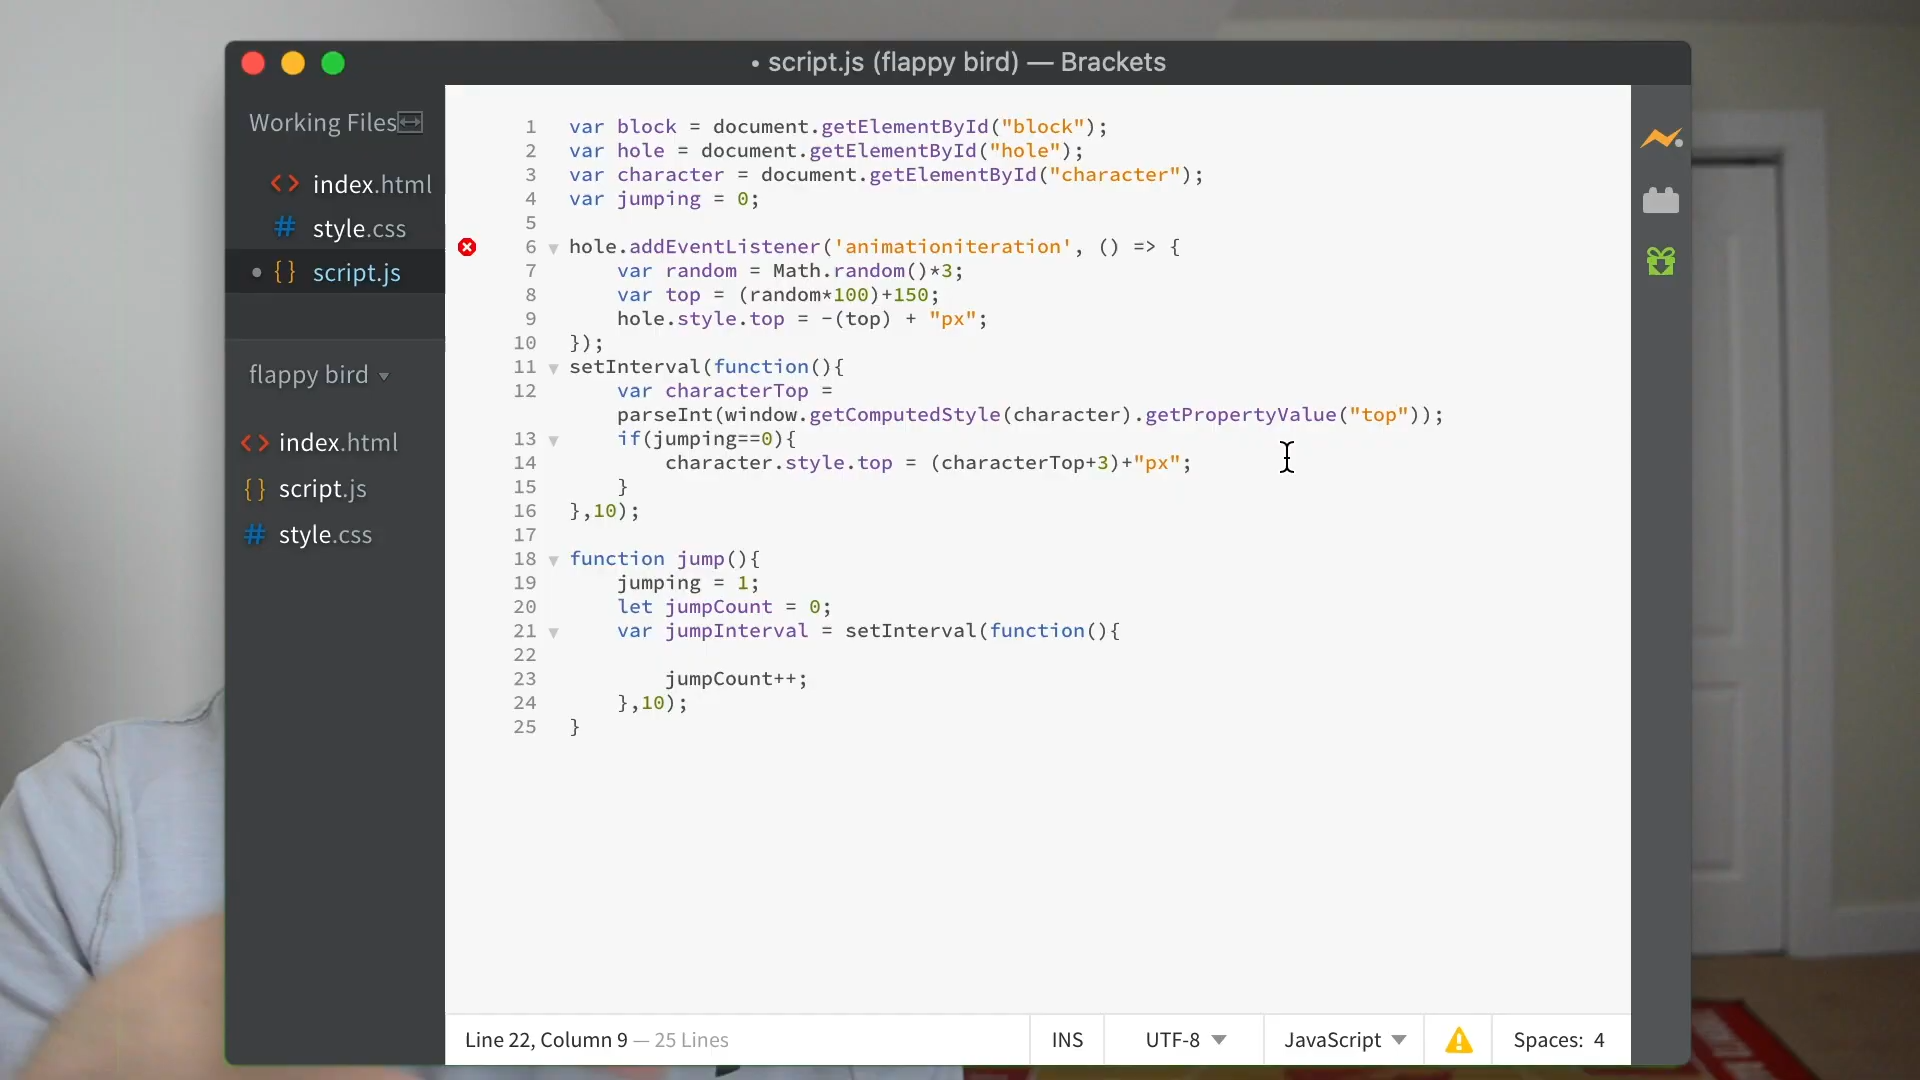 • script.js (flappy bird) — Brackets
Working Files
index.html
style.css
script.js
flappy bird
index.html
script.js
style.css
1 var block = document.getElementById("block");
2 var hole = document.getElementById("hole");
3 var character = document.getElementById("character");
4 var jumping = 0;
5
6 hole.addEventListener('animationiteration', () => {
7 var random = Math.random()*3;
8 var top = (random*100)+150;
9 hole.style.top = -(top) + "px";
10 });
11 setInterval(function(){
12 var characterTop =
parseInt(window.getComputedStyle(character).getPropertyValue("top"));
13 if(jumping==0){
14 character.style.top = (characterTop+3)+"px";
15 }
16 },10);
17
18 function jump(){
19 jumping = 1;
20 let jumpCount = 0;
21 var jumpInterval = setInterval(function(){
22
23 jumpCount++;
24 },10);
25 }
Line 22, Column 9 — 25 Lines
INS
UTF-8
JavaScript
Spaces: 4